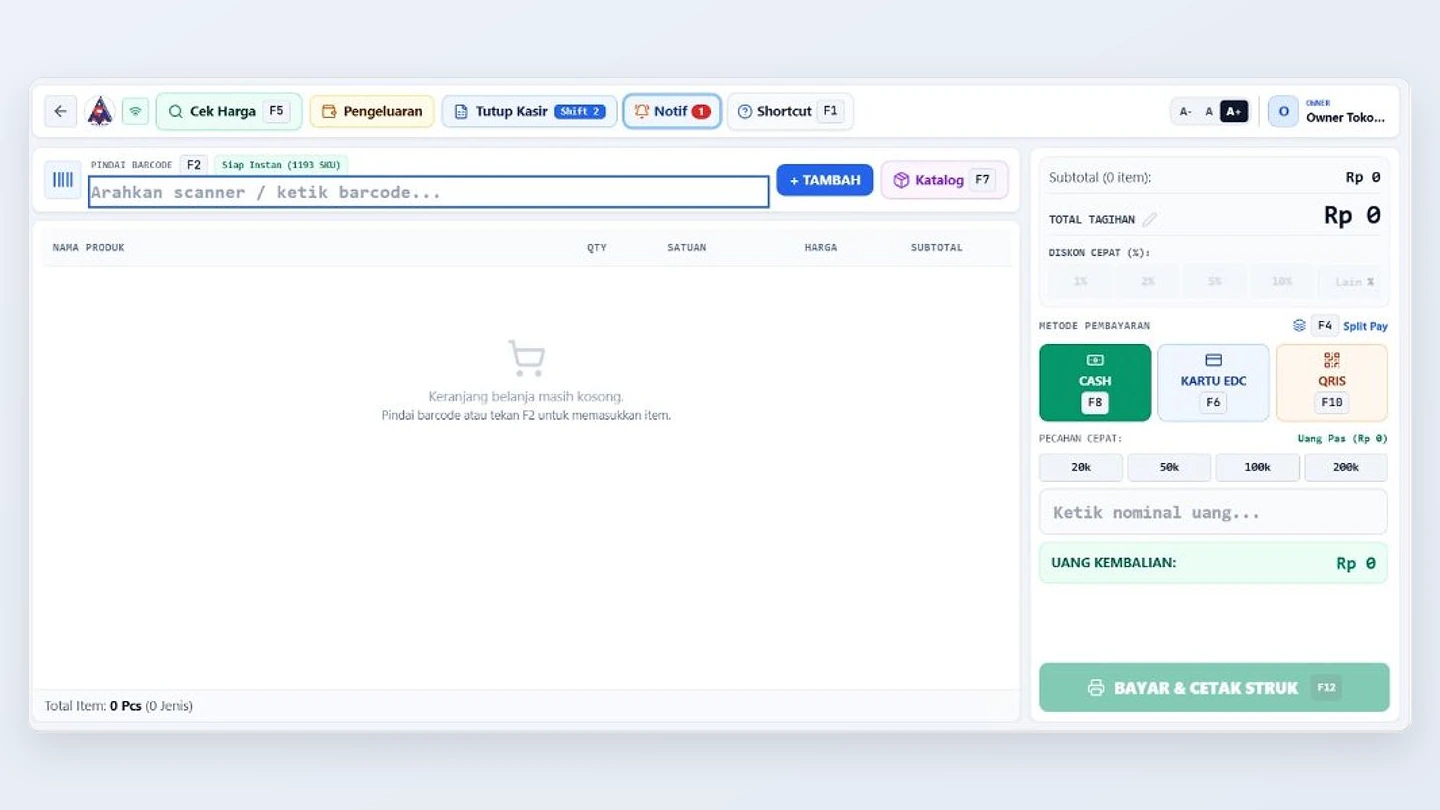 Cek Harga F5 Pengeluaran Tutup Kasir Shift 2 Notif 1 Shortcut F1 A- A A+ O OWNER
Owner Toko...
PINDAI BARCODE F2 Siap Instan (1193 SKU)
Arahkan scanner / ketik barcode...
+ TAMBAH Katalog F7
NAMA PRODUK QTY SATUAN HARGA SUBTOTAL
Keranjang belanja masih kosong.
Pindai barcode atau tekan F2 untuk memasukkan item.
Total Item: 0 Pcs (0 Jenis)
Subtotal (0 item): Rp 0
TOTAL TAGIHAN Rp 0
DISKON CEPAT (%):
1% 2% 5% 10% Lain %
METODE PEMBAYARAN F4 Split Pay
CASH KARTU EDC QRIS
F8 F6 F10
PECAHAN CEPAT: Uang Pas (Rp 0)
20k 50k 100k 200k
Ketik nominal uang...
UANG KEMBALIAN: Rp 0
BAYAR & CETAK STRUK F12